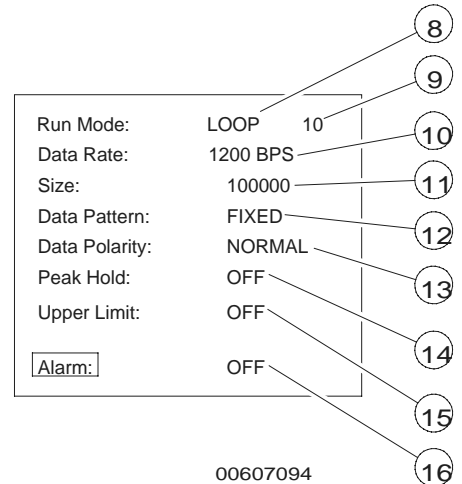 8
9
Run Mode: LOOP 10
10
Data Rate: 1200 BPS
11
Size: 100000
12
Data Pattern: FIXED
Data Polarity: NORMAL
13
Peak Hold: OFF
Upper Limit: OFF
14
Alarm: OFF
15
00607094
16